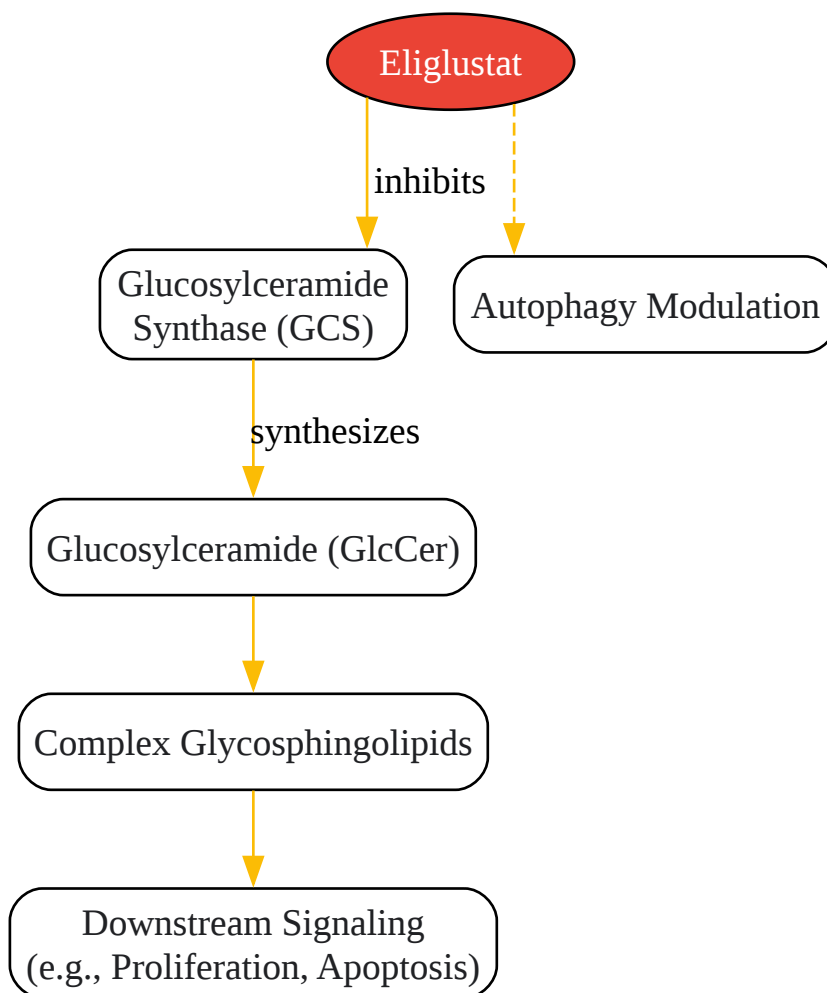 Eliglustat
inhibits
Glucosylceramide
Synthase (GCS)
Autophagy Modulation
synthesizes
Glucosylceramide (GlcCer)
Complex Glycosphingolipids
Downstream Signaling
(e.g., Proliferation, Apoptosis)